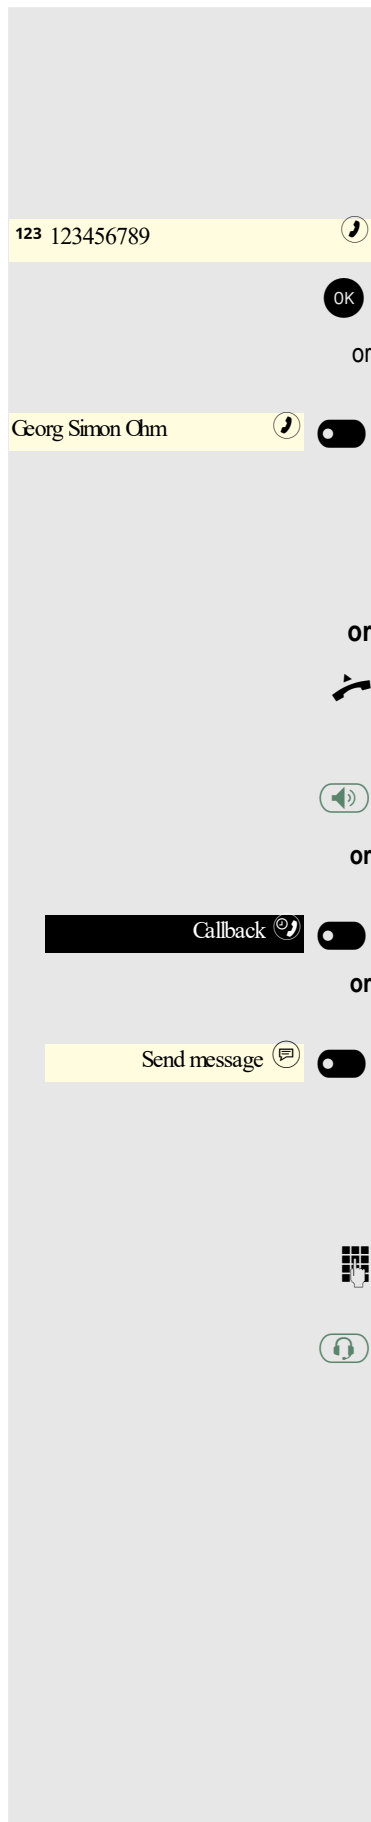 123 123456789
OK
or
Georg Simon Ohm
or
or
Callback
or
Send message